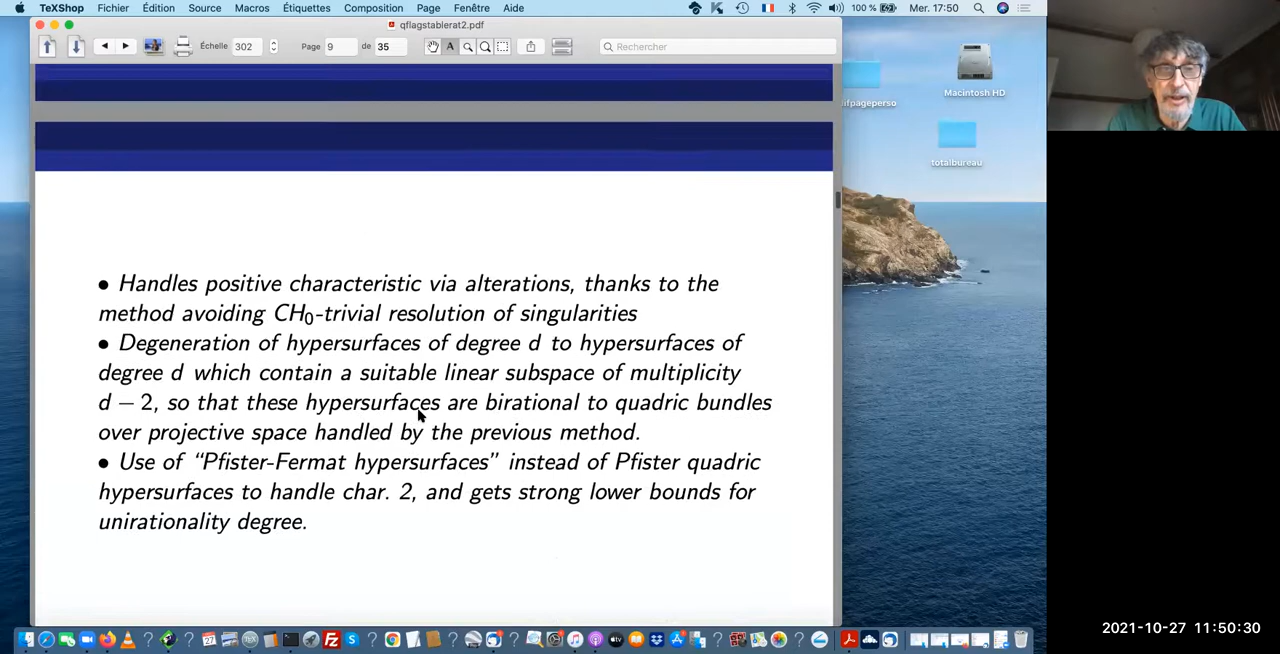 TeXShop Fichier Édition Source Macros Étiquettes Composition Page Fenêtre Aide 100 % Mer. 17:50
qflagstablerat2.pdf
Échelle 302 Page 9 de 35 Rechercher
ifpageperso
Macintosh HD
totalbureau
• Handles positive characteristic via alterations, thanks to the
method avoiding CH₀-trivial resolution of singularities
• Degeneration of hypersurfaces of degree d to hypersurfaces of
degree d which contain a suitable linear subspace of multiplicity
d − 2, so that these hypersurfaces are birational to quadric bundles
over projective space handled by the previous method.
• Use of “Pfister-Fermat hypersurfaces” instead of Pfister quadric
hypersurfaces to handle char. 2, and gets strong lower bounds for
unirationality degree.
2021-10-27 11:50:30